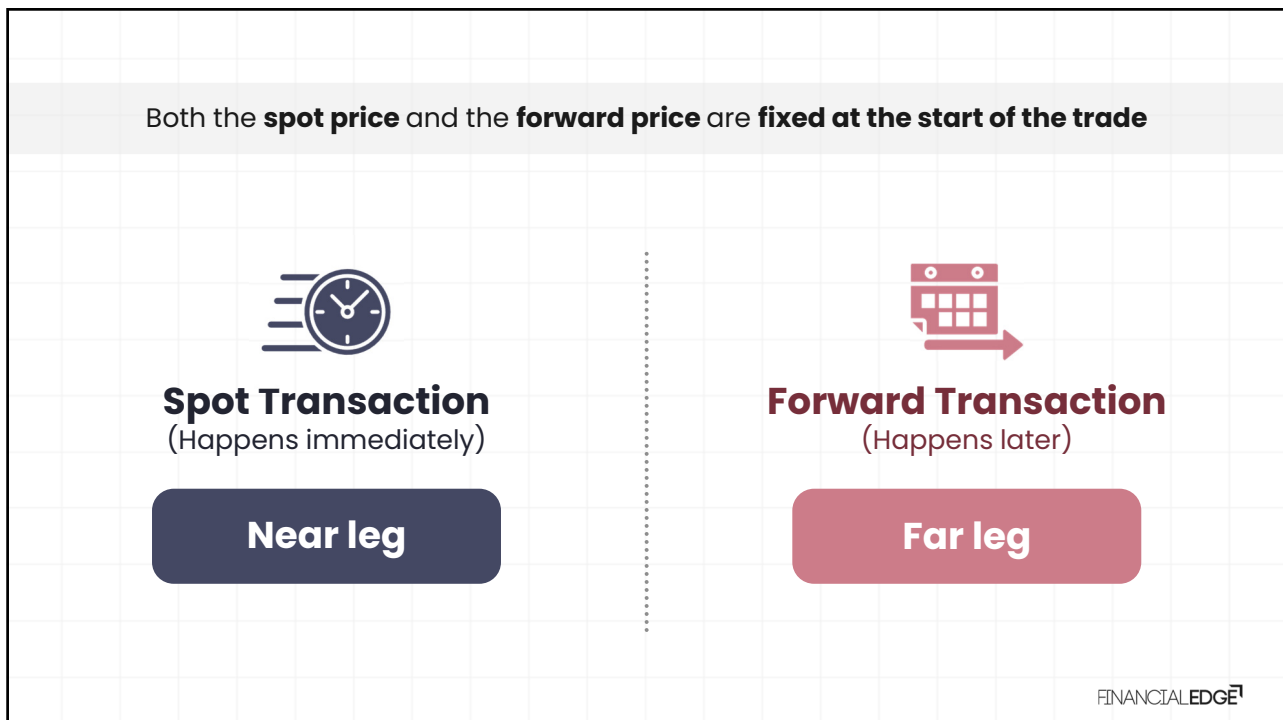 Both the spot price and the forward price are fixed at the start of the trade
Spot Transaction
(Happens immediately)
Near leg
Forward Transaction
(Happens later)
Far leg
FINANCIALEDGE